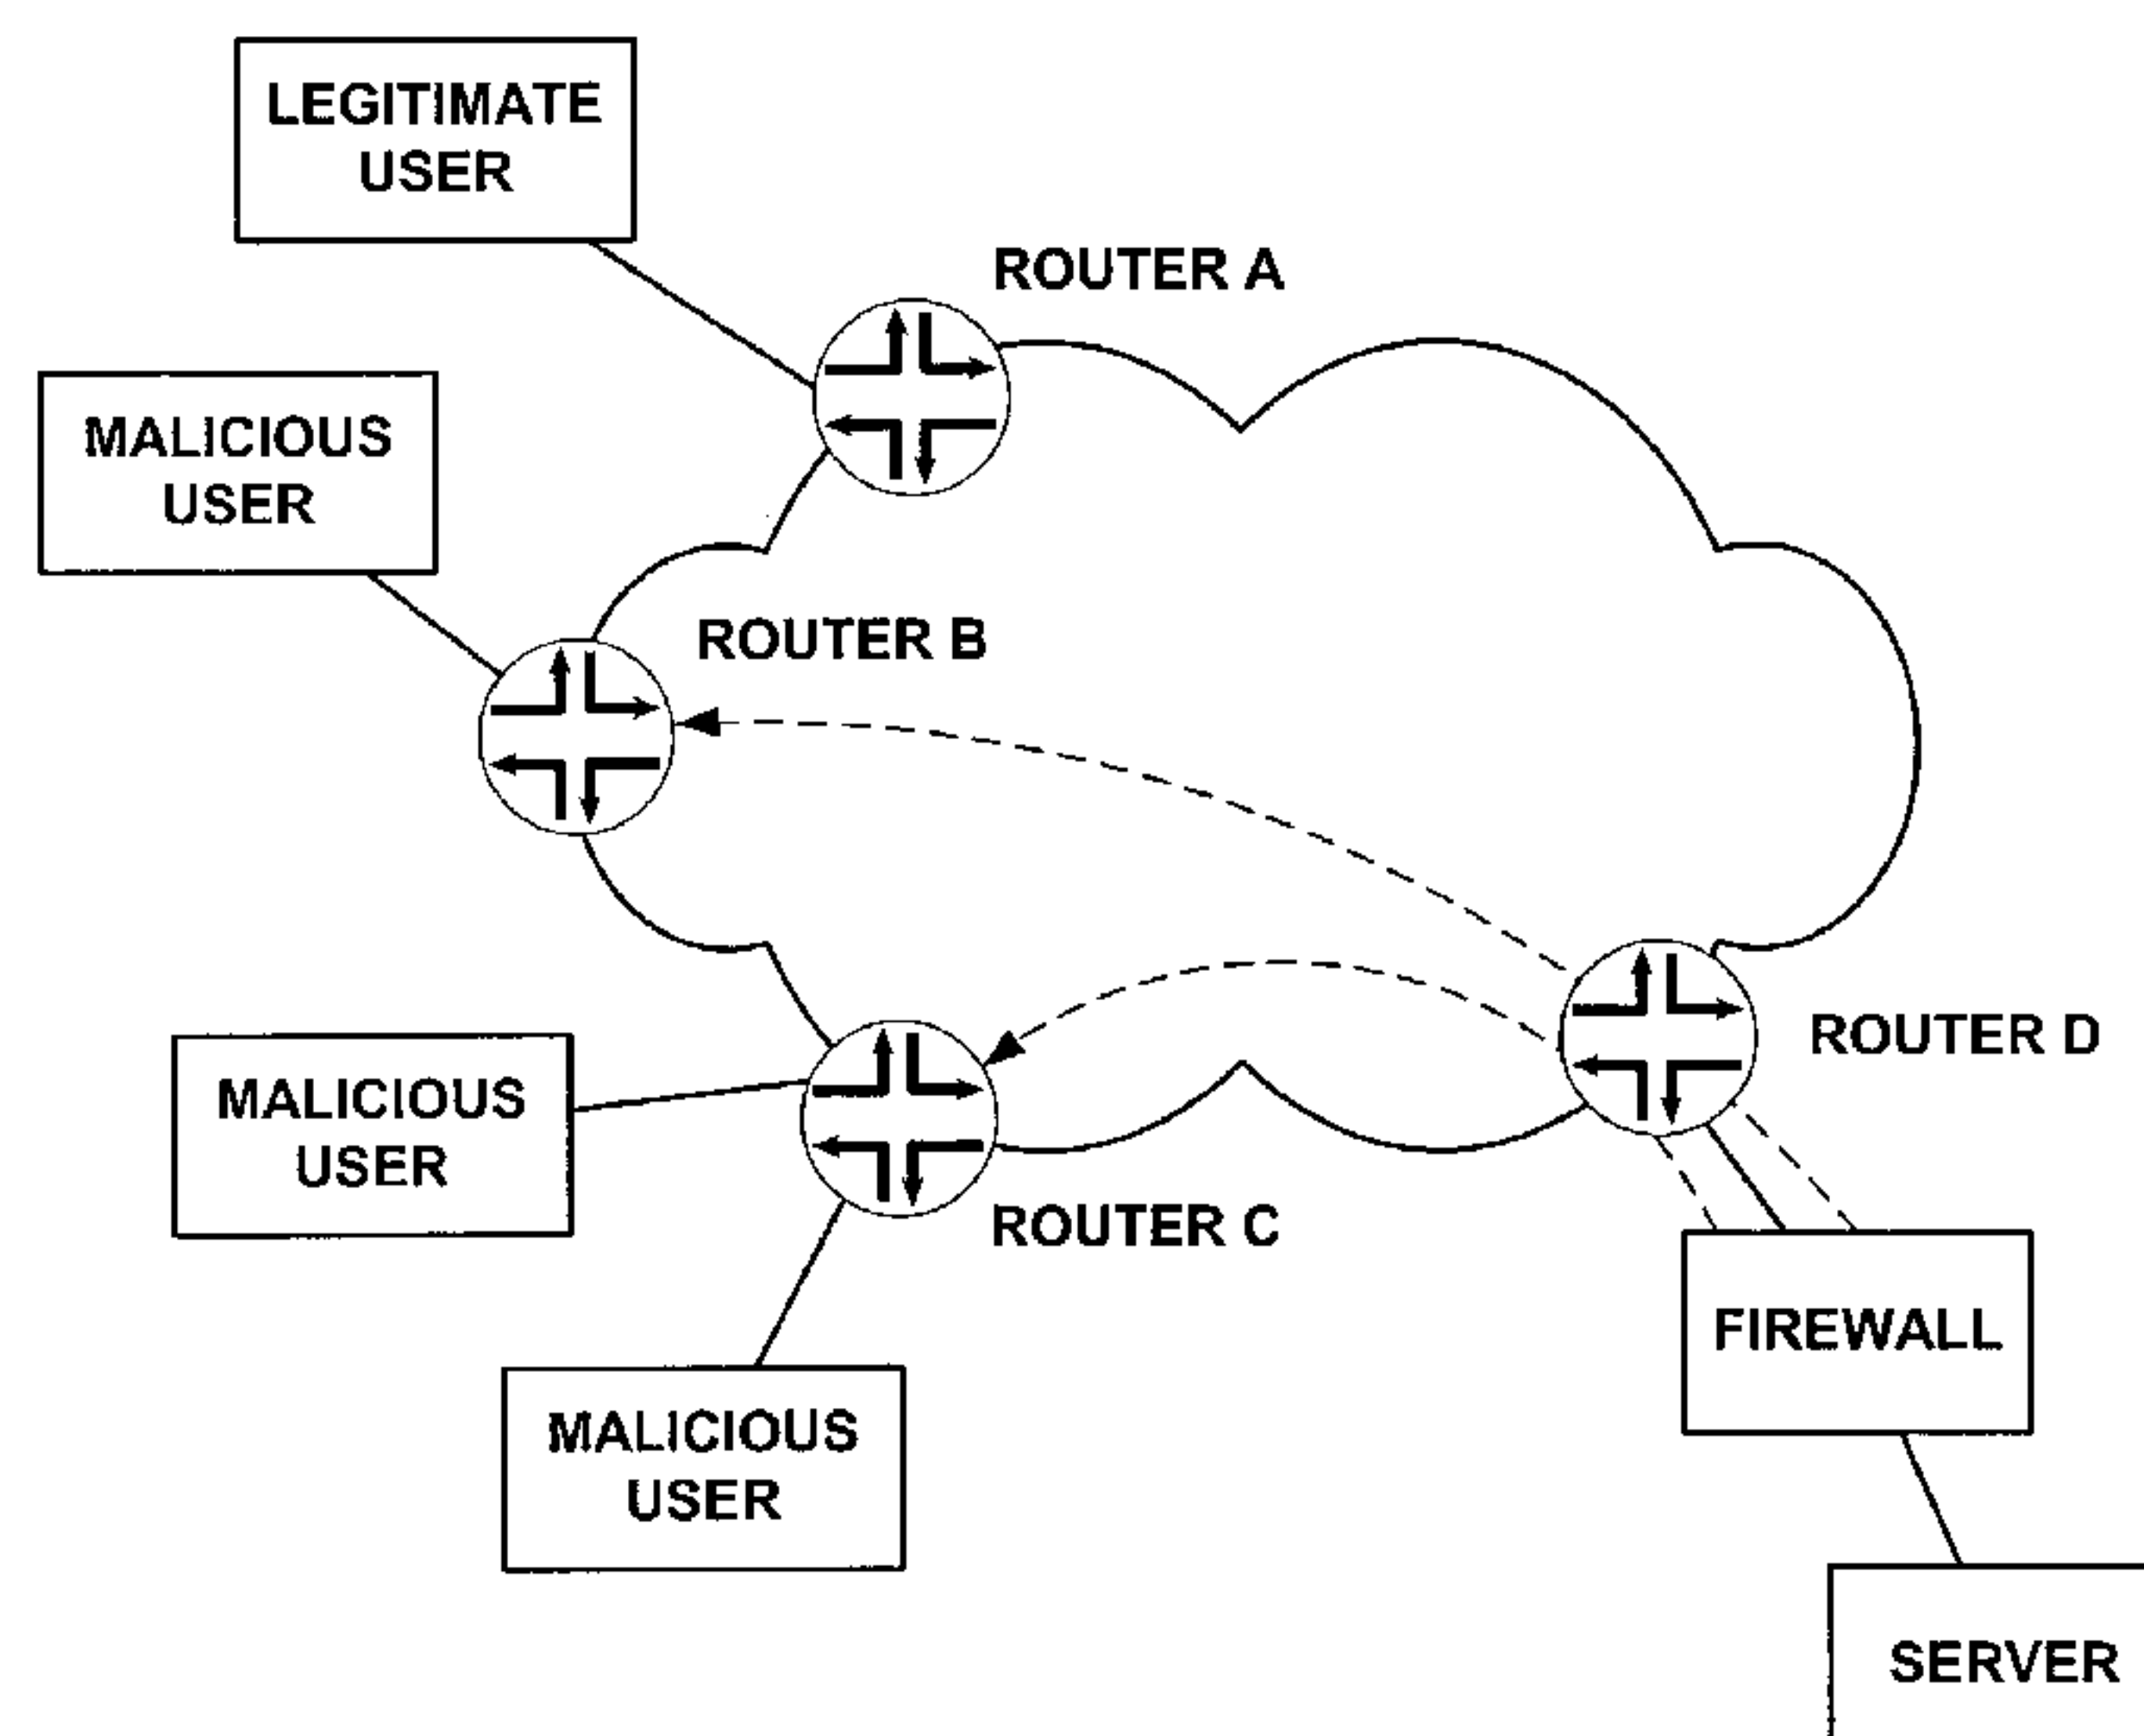 LEGITIMATE
USER
ROUTER A
MALICIOUS
USER
ROUTER B
ROUTER D
MALICIOUS
USER
ROUTER C
FIREWALL
MALICIOUS
USER
SERVER